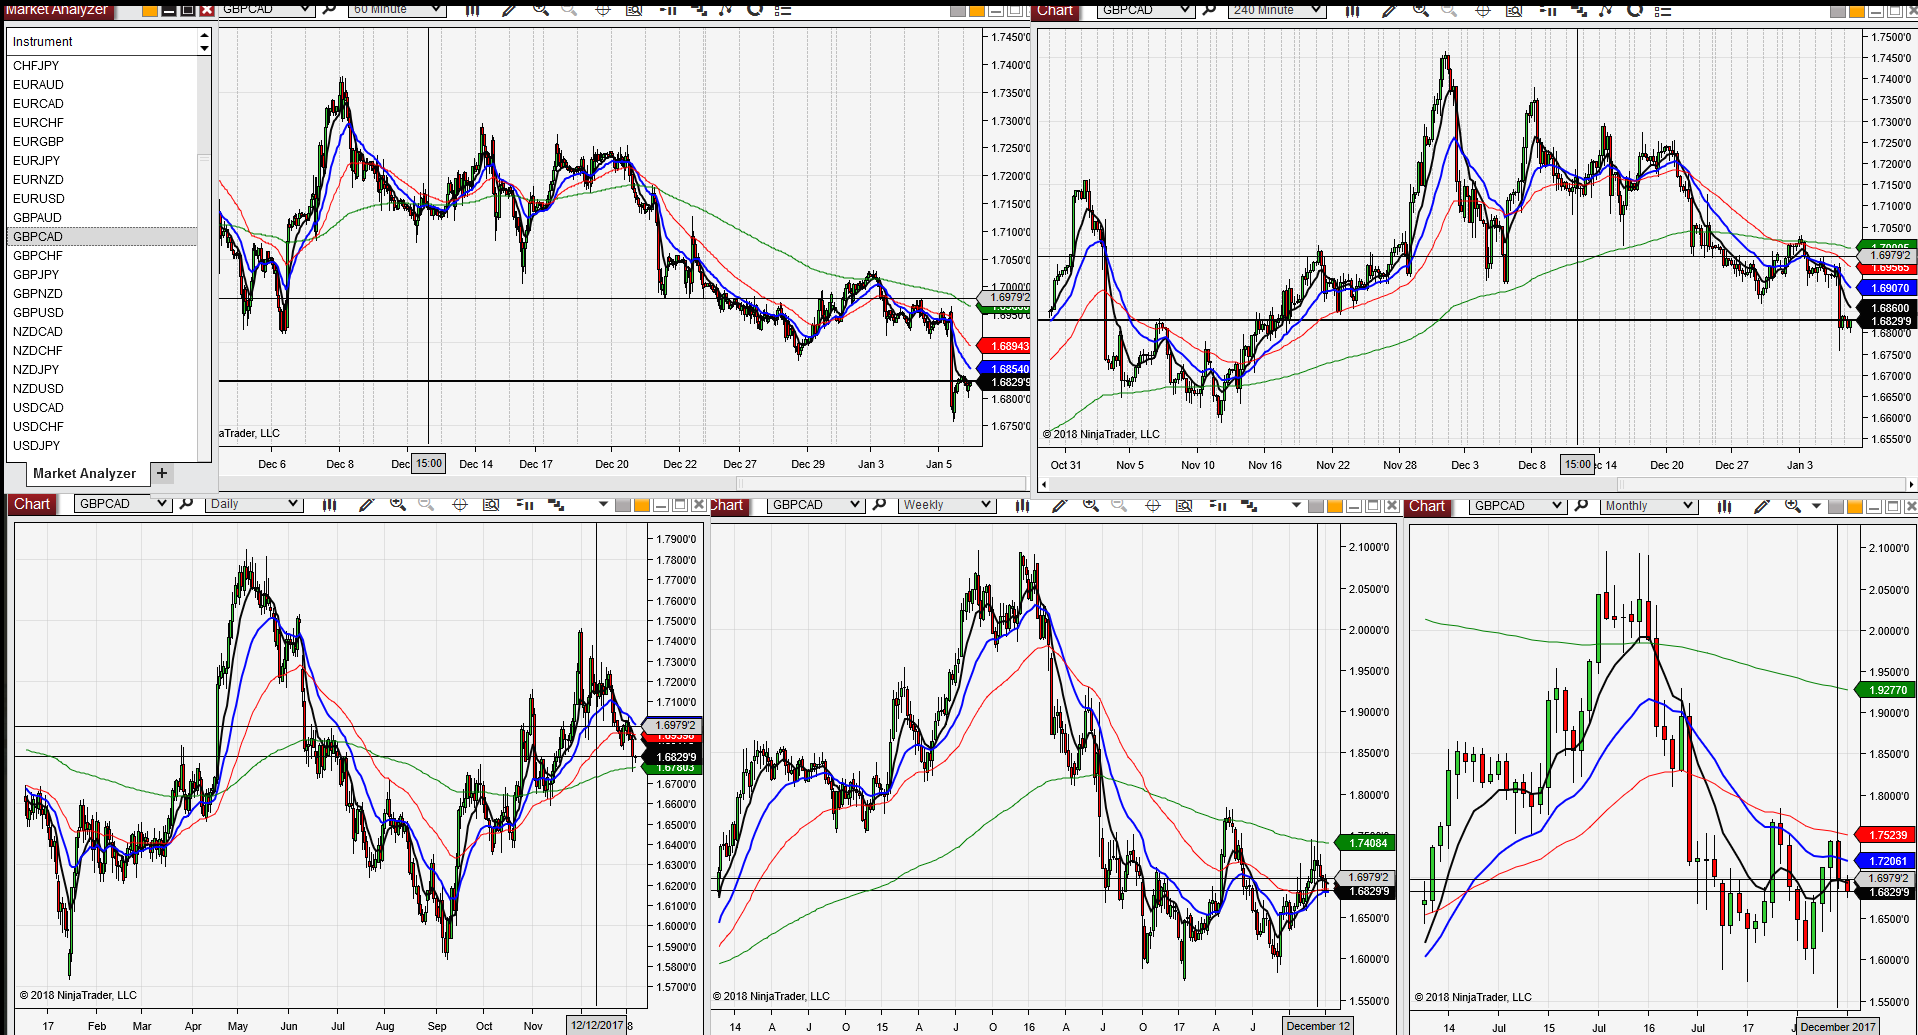 Market Analyzer
Instrument
CHFJPY
EURAUD
EURCAD
EURCHF
EURGBP
EURJPY
EURNZD
EURUSD
GBPAUD
GBPCAD
GBPCHF
GBPJPY
GBPNZD
GBPUSD
NZDCAD
NZDCHF
NZDJPY
NZDUSD
USDCAD
USDCHF
USDJPY
Market Analyzer +
GBPCAD 60 Minute
1.7450'0
1.7400'0
1.7350'0
1.7300'0
1.7250'0
1.7200'0
1.7150'0
1.7100'0
1.7050'0
1.7000'0
1.6979'2
1.6950'0
1.68943
1.68540
1.6829'9
1.6800'0
1.6750'0
aTrader, LLC
Dec 6 Dec 8 Dec 15:00 Dec 14 Dec 17 Dec 20 Dec 22 Dec 27 Dec 29 Jan 3 Jan 5
Chart GBPCAD 240 Minute
1.7500'0
1.7450'0
1.7400'0
1.7350'0
1.7300'0
1.7250'0
1.7200'0
1.7150'0
1.7100'0
1.7050'0
1.6979'2
1.69565
1.69070
1.68600
1.6829'9
1.6800'0
1.6750'0
1.6700'0
1.6650'0
1.6600'0
1.6550'0
© 2018 NinjaTrader, LLC
Oct 31 Nov 5 Nov 10 Nov 16 Nov 22 Nov 28 Dec 3 Dec 8 15:00 c 14 Dec 20 Dec 27 Jan 3
Chart GBPCAD Daily
1.7900'0
1.7800'0
1.7700'0
1.7600'0
1.7500'0
1.7400'0
1.7300'0
1.7200'0
1.7100'0
1.6979'2
1.6829'9
1.67803
1.6700'0
1.6600'0
1.6500'0
1.6400'0
1.6300'0
1.6200'0
1.6100'0
1.6000'0
1.5900'0
1.5800'0
1.5700'0
© 2018 NinjaTrader, LLC
17 Feb Mar Apr May Jun Jul Aug Sep Oct Nov 12/12/2017 8
Chart GBPCAD Weekly
2.1000'0
2.0500'0
2.0000'0
1.9500'0
1.9000'0
1.8500'0
1.8000'0
1.74084
1.6979'2
1.6829'9
1.6500'0
1.6000'0
1.5500'0
© 2018 NinjaTrader, LLC
14 A J O 15 A J O 16 A J O 17 A J December 12
Chart GBPCAD Monthly
2.1000'0
2.0500'0
2.0000'0
1.9500'0
1.92770
1.9000'0
1.8500'0
1.8000'0
1.75239
1.72061
1.6979'2
1.6829'9
1.6500'0
1.6000'0
1.5500'0
© 2018 NinjaTrader, LLC
14 Jul 15 Jul 16 Jul 17 December 2017